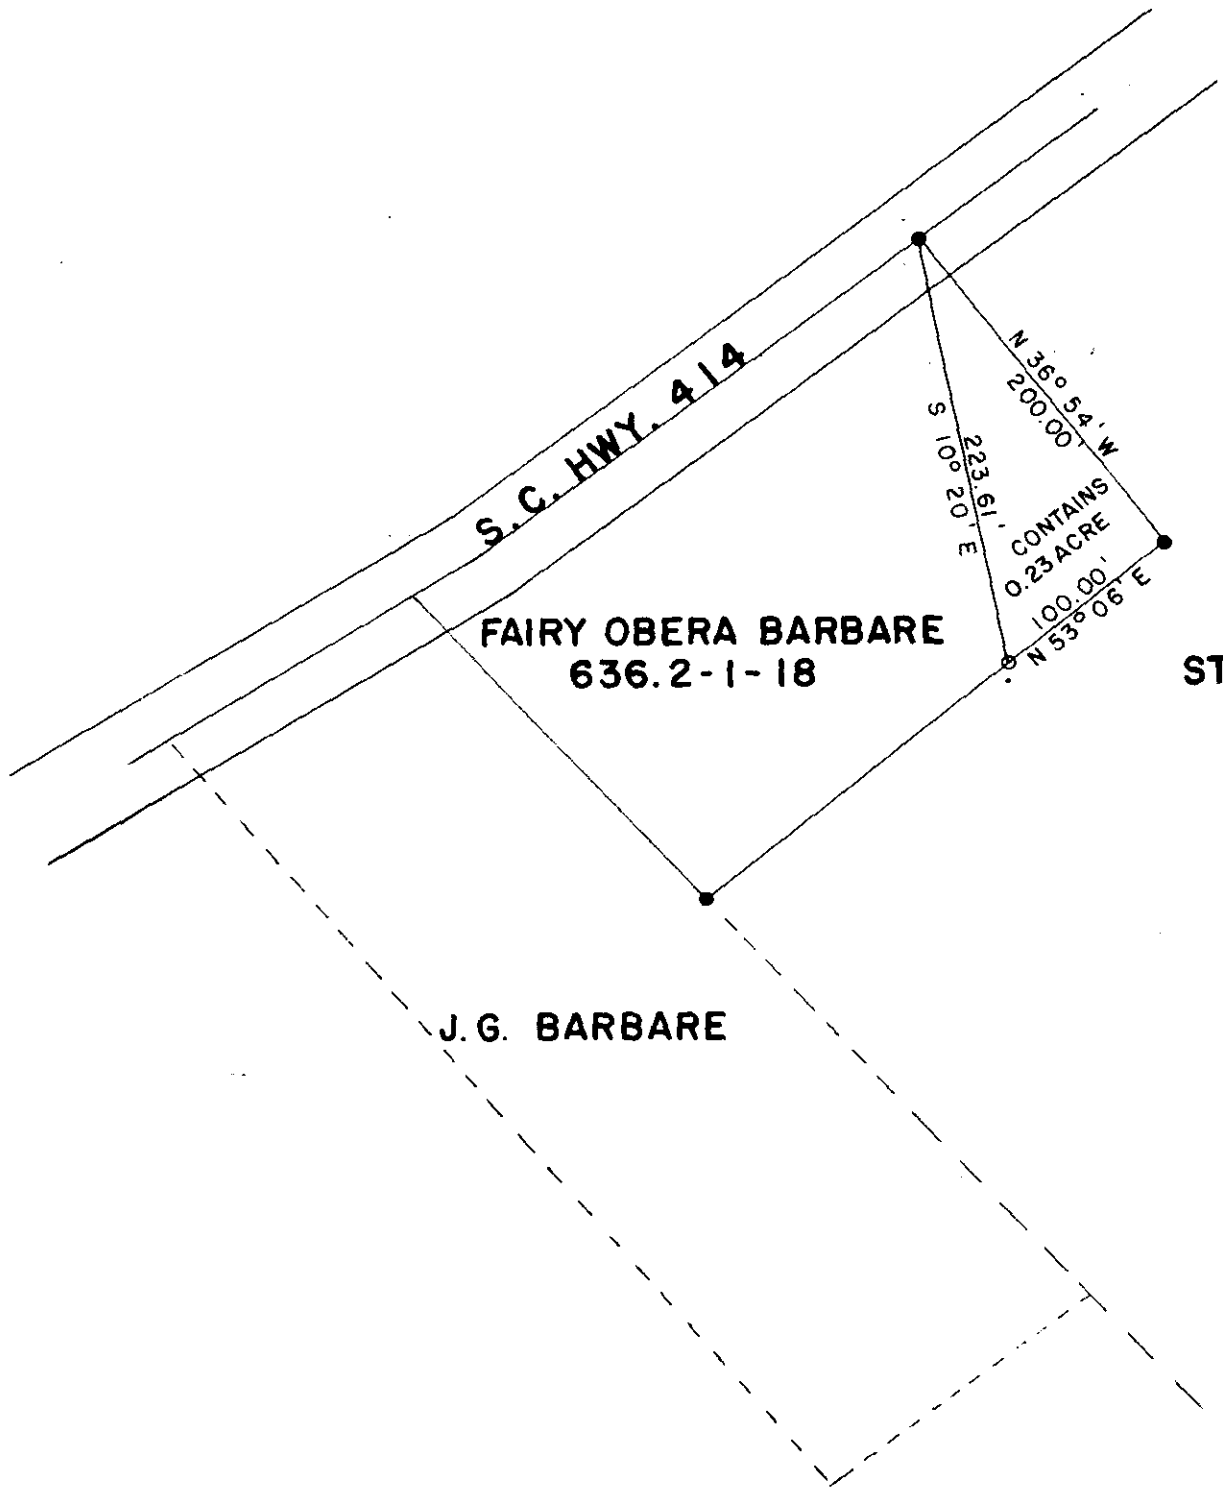 S.C. HWY. 414
N 36° 54' W
200.00'
223.61'
S 10° 20' E
CONTAINS
0.23 ACRE
100.00'
N 53° 06' E
FAIRY OBERA BARBARE
636.2-1-18
ST
J.G. BARBARE